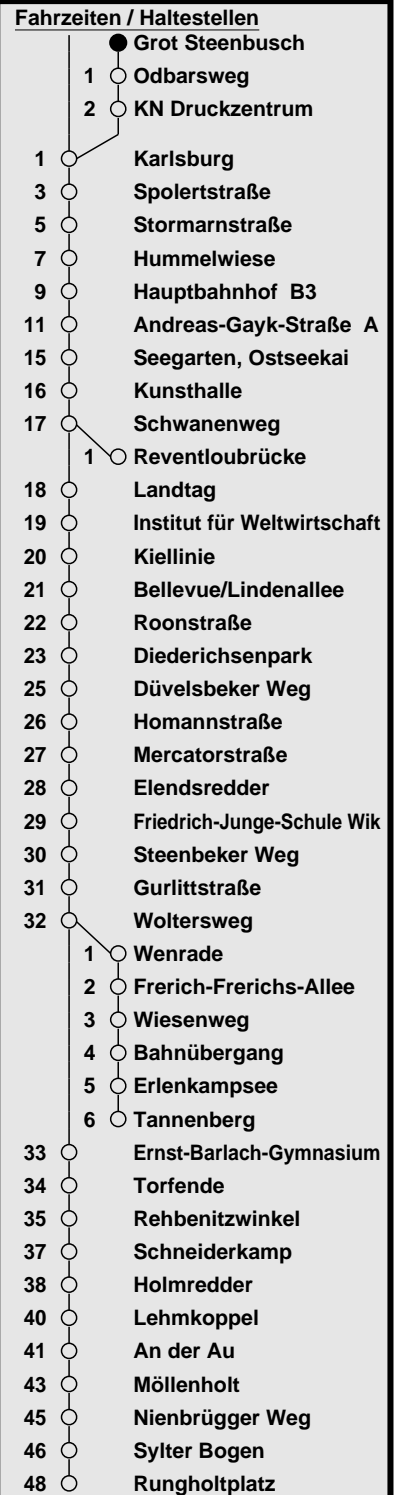 Fahrzeiten / Haltestellen
Grot Steenbusch
1 Odbarsweg
2 KN Druckzentrum
1 Karlsburg
3 Spolertstraße
5 Stormarnstraße
7 Hummelwiese
9 Hauptbahnhof B3
11 Andreas-Gayk-Straße A
15 Seegarten, Ostseekai
16 Kunsthalle
17 Schwanenweg
1 Reventloubrücke
18 Landtag
19 Institut für Weltwirtschaft
20 Kiellinie
21 Bellevue/Lindenallee
22 Roonstraße
23 Diederichsenpark
25 Düvelsbeker Weg
26 Homannstraße
27 Mercatorstraße
28 Elendsredder
29 Friedrich-Junge-Schule Wik
30 Steenbeker Weg
31 Gurlittstraße
32 Woltersweg
1 Wenrade
2 Frerich-Frerichs-Allee
3 Wiesenweg
4 Bahnübergang
5 Erlenkampsee
6 Tannenberg
33 Ernst-Barlach-Gymnasium
34 Torfende
35 Rehbenitzwinkel
37 Schneiderkamp
38 Holmredder
40 Lehmkoppel
41 An der Au
43 Möllenholt
45 Nienbrügger Weg
46 Sylter Bogen
48 Rungholtplatz